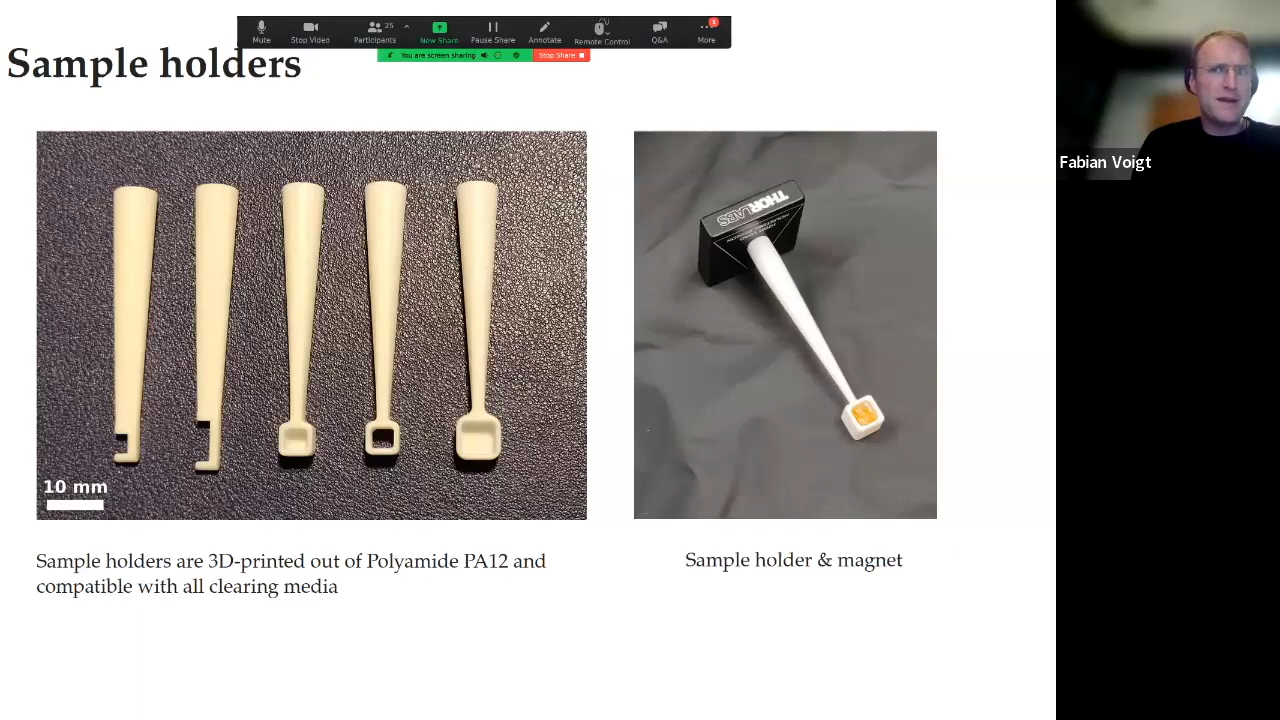 25
1
Mute
Stop Video
Participants
New Share
Pause Share
Annotate
Remote Control
Q&A
More
You are screen sharing
Stop Share
Sample holders
THORLABS
Fabian Voigt
10 mm
Sample holders are 3D-printed out of Polyamide PA12 and
compatible with all clearing media
Sample holder & magnet